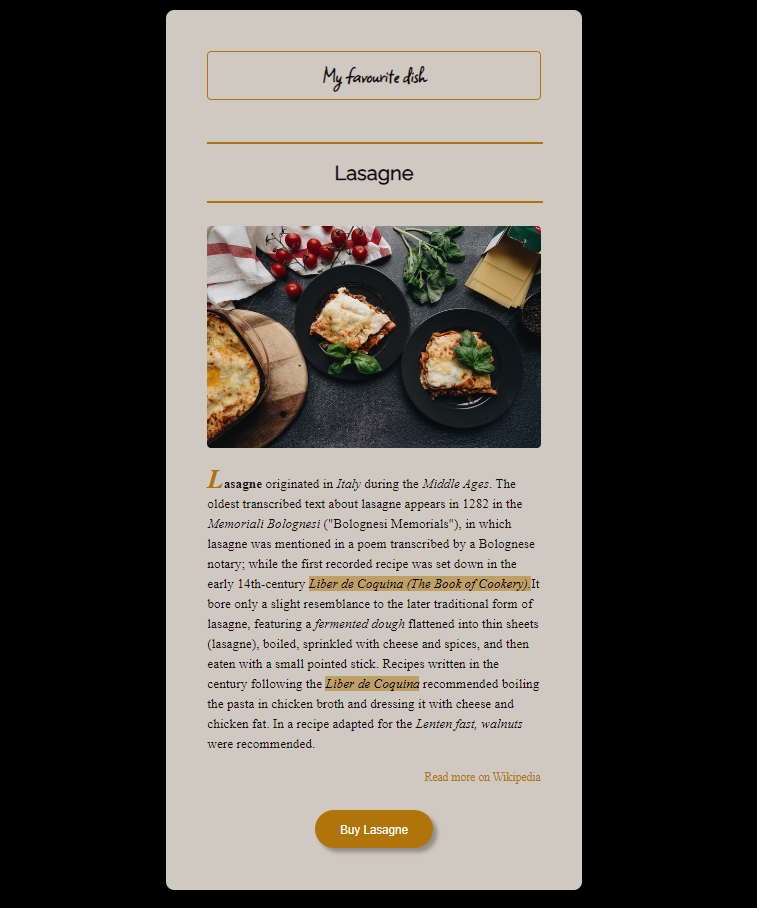 My favourite dish
Lasagne
Lasagne originated in Italy during the Middle Ages. The
oldest transcribed text about lasagne appears in 1282 in the
Memoriali Bolognesi ("Bolognesi Memorials"), in which
lasagne was mentioned in a poem transcribed by a Bolognese
notary; while the first recorded recipe was set down in the
early 14th-century Liber de Coquina (The Book of Cookery).It
bore only a slight resemblance to the later traditional form of
lasagne, featuring a fermented dough flattened into thin sheets
(lasagne), boiled, sprinkled with cheese and spices, and then
eaten with a small pointed stick. Recipes written in the
century following the Liber de Coquina recommended boiling
the pasta in chicken broth and dressing it with cheese and
chicken fat. In a recipe adapted for the Lenten fast, walnuts
were recommended.
Read more on Wikipedia
Buy Lasagne